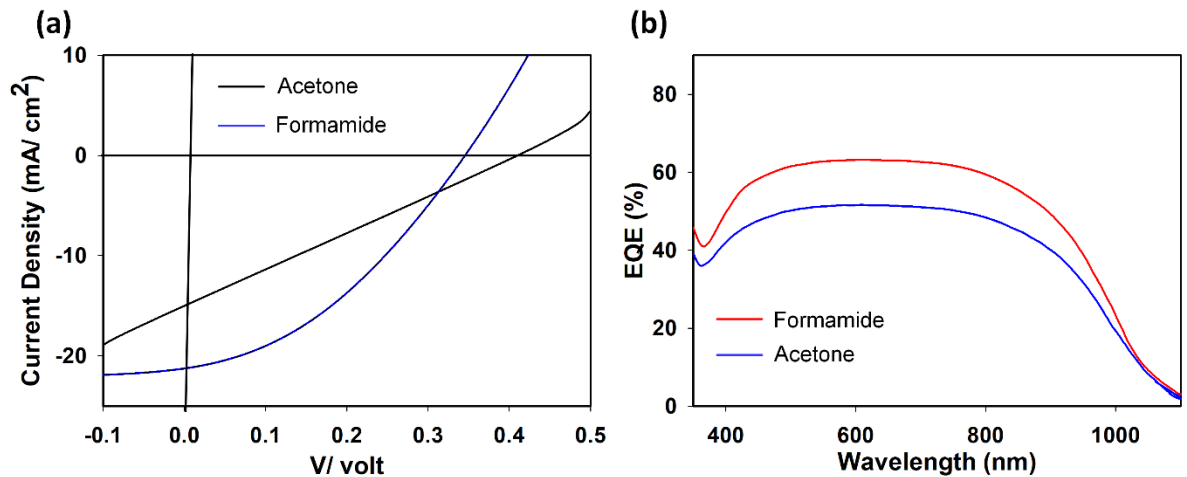 (a)
10
0
-10
-20
Current Density (mA/ cm²)
Acetone
Formamide
-0.1 0.0 0.1 0.2 0.3 0.4 0.5
V/ volt
(b)
80
60
40
20
0
EQE (%)
Formamide
Acetone
400 600 800 1000
Wavelength (nm)